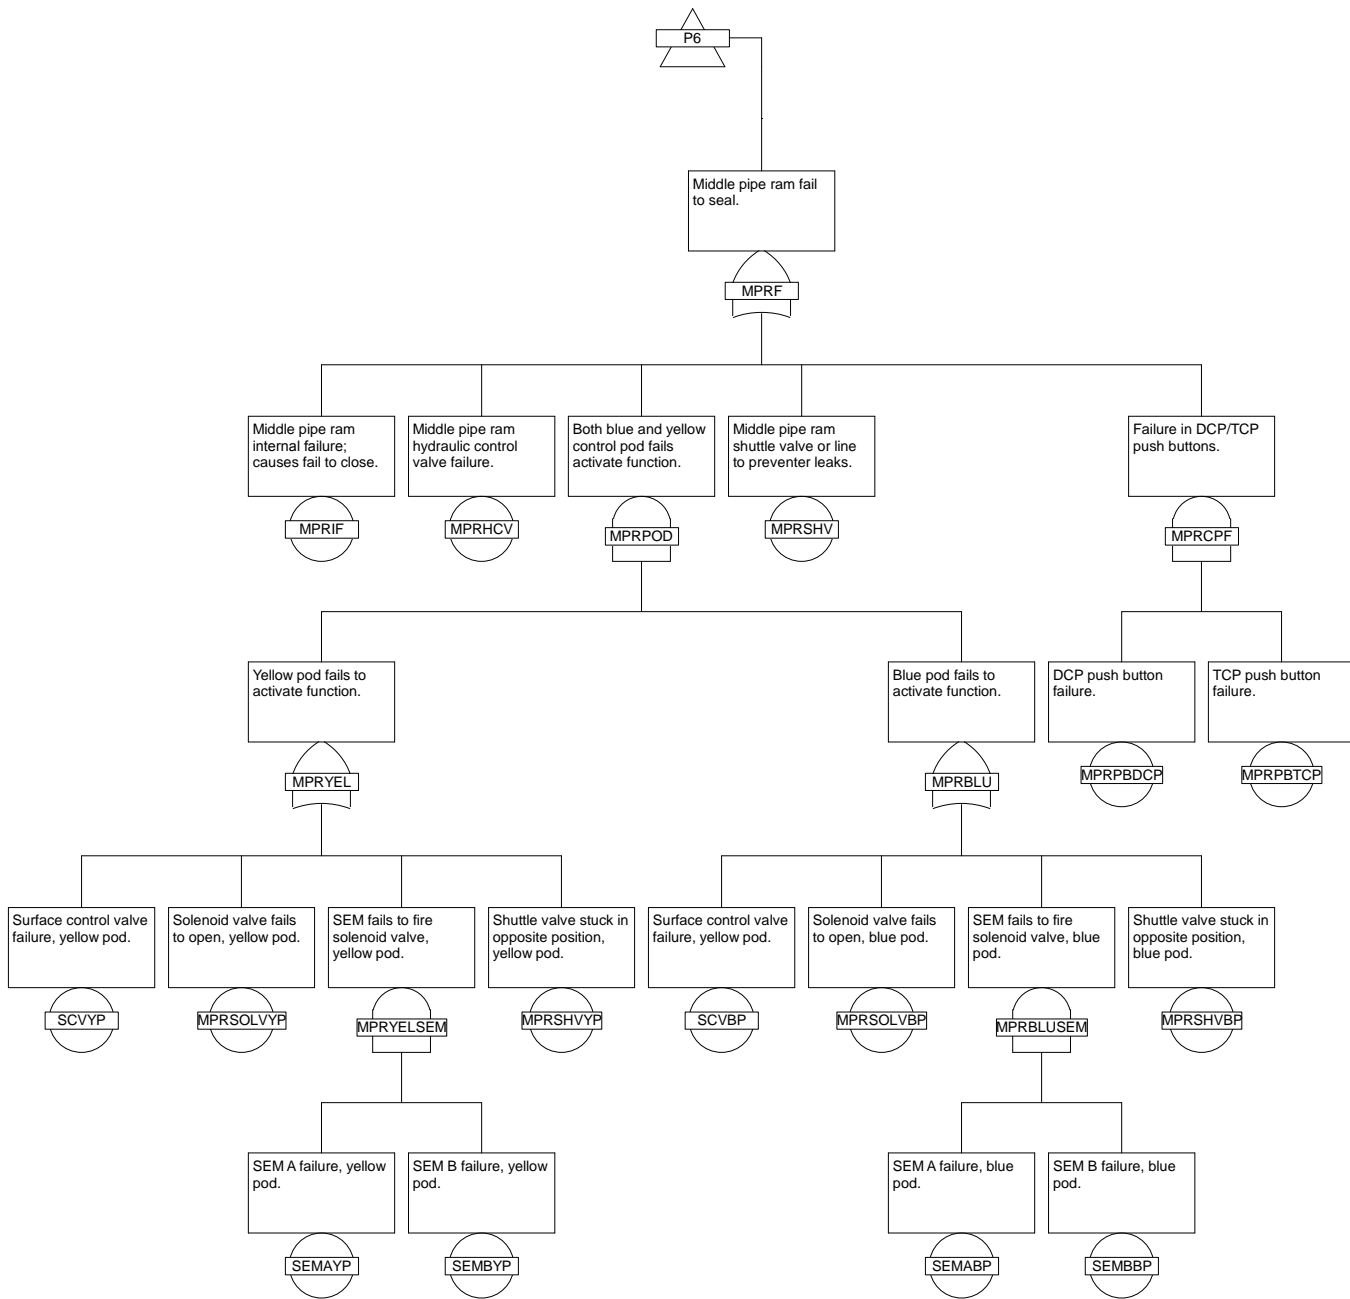 P6
Middle pipe ram fail
to seal.
MPRF
Middle pipe ram
internal failure;
causes fail to close.
MPRIF
Middle pipe ram
hydraulic control
valve failure.
MPRHCV
Both blue and yellow
control pod fails
activate function.
MPRPOD
Middle pipe ram
shuttle valve or line
to preventer leaks.
MPRSHV
Failure in DCP/TCP
push buttons.
MPRCPF
Yellow pod fails to
activate function.
MPRYEL
Blue pod fails to
activate function.
MPRBLU
DCP push button
failure.
MPRPBDCP
TCP push button
failure.
MPRPBTCP
Surface control valve
failure, yellow pod.
SCVYP
Solenoid valve fails
to open, yellow pod.
MPRSOLVYP
SEM fails to fire
solenoid valve,
yellow pod.
MPRYELSEM
Shuttle valve stuck in
opposite position,
yellow pod.
MPRSHVYP
Surface control valve
failure, yellow pod.
SCVBP
Solenoid valve fails
to open, blue pod.
MPRSOLVBP
SEM fails to fire
solenoid valve, blue
pod.
MPRBLUSEM
Shuttle valve stuck in
opposite position,
blue pod.
MPRSHVBP
SEM A failure, yellow
pod.
SEMAYP
SEM B failure, yellow
pod.
SEMBYP
SEM A failure, blue
pod.
SEMABP
SEM B failure, blue
pod.
SEMBBP